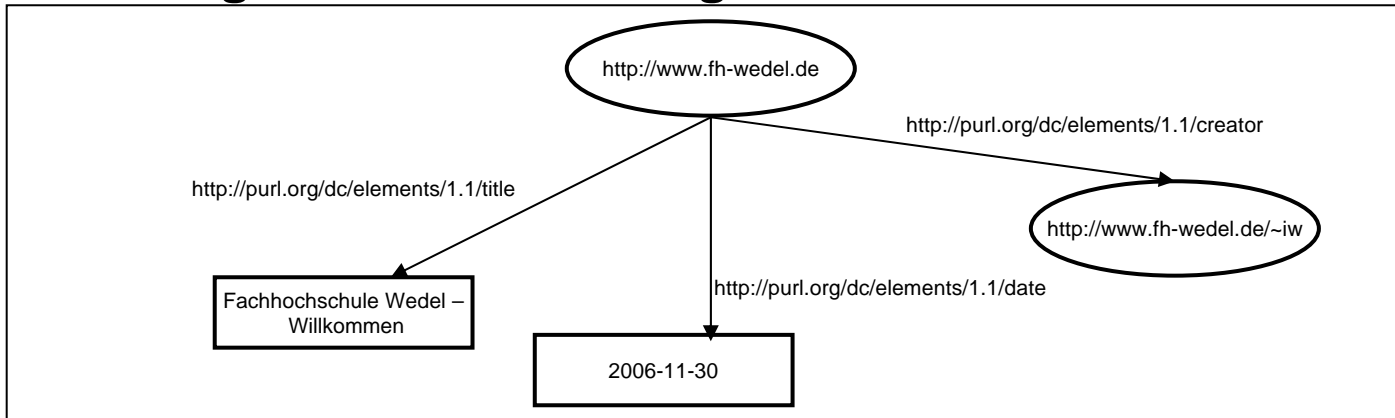 http://www.fh-wedel.de
http://purl.org/dc/elements/1.1/creator
http://purl.org/dc/elements/1.1/title
http://www.fh-wedel.de/~iw
http://purl.org/dc/elements/1.1/date
Fachhochschule Wedel –
Willkommen
2006-11-30